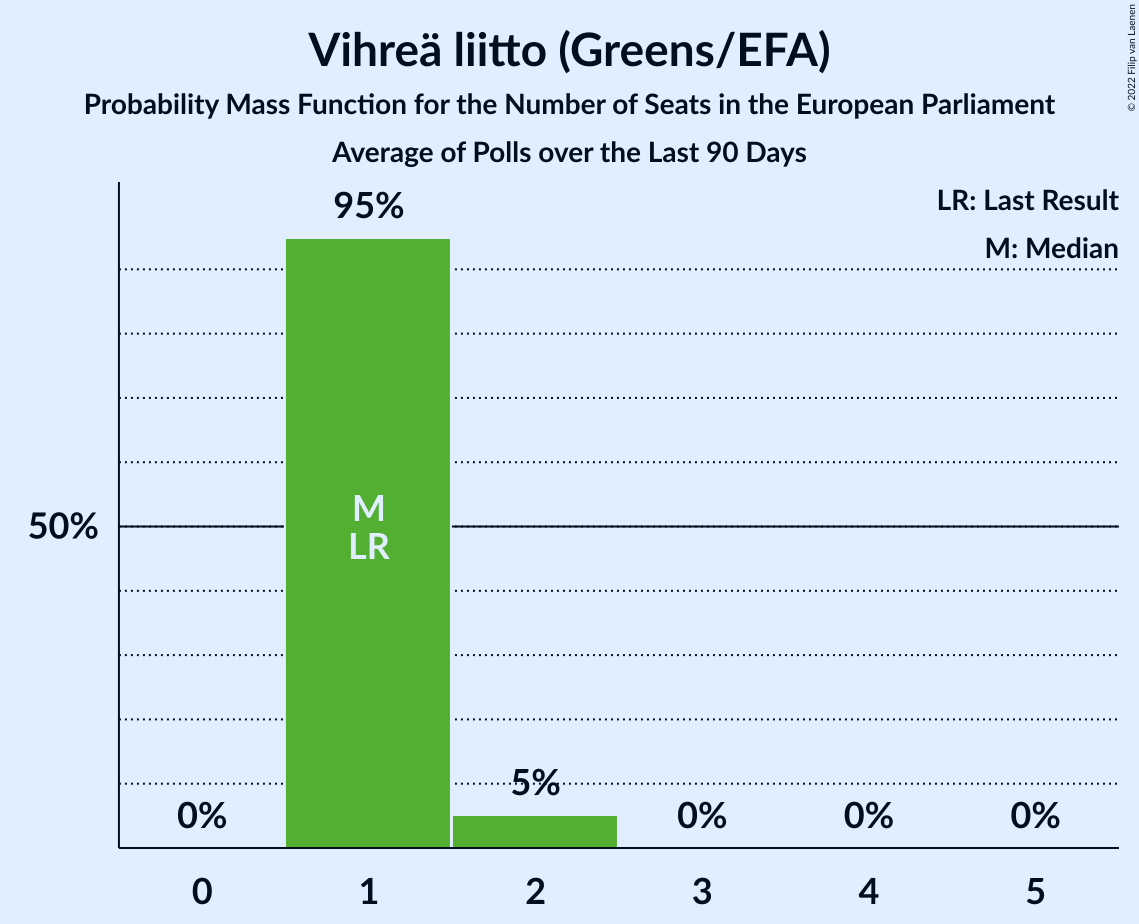 Vihreä liitto (Greens/EFA)
Probability Mass Function for the Number of Seats in the European Parliament
Average of Polls over the Last 90 Days
© 2022 Filip van Laenen
LR: Last Result
M: Median
95%
M
LR
50%
5%
0%
0%
0%
0%
0
1
2
3
4
5